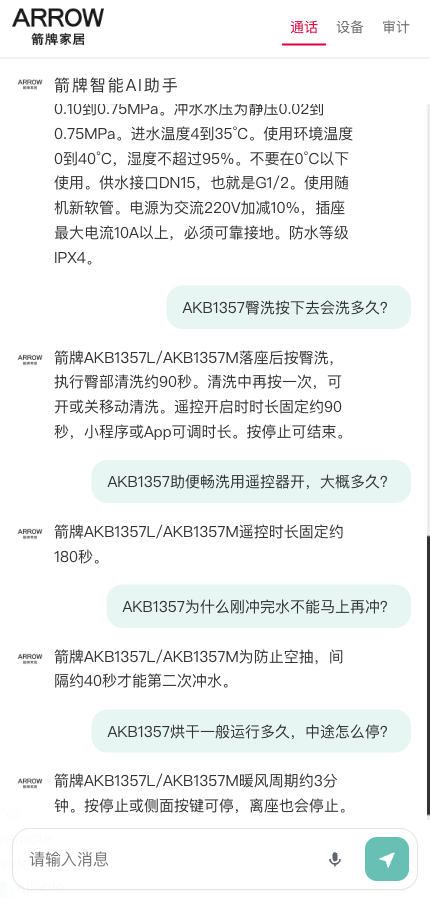 ARROW
箭牌家居
通话 设备 审计
ARROW
箭牌家居
箭牌智能AI助手
0.10到0.75MPa。冲水水压为静压0.02到
0.75MPa。进水温度4到35°C。使用环境温度
0到40°C，湿度不超过95%。不要在0°C以下
使用。供水接口DN15，也就是G1/2。使用随
机新软管。电源为交流220V加减10%，插座
最大电流10A以上，必须可靠接地。防水等级
IPX4。
AKB1357臀洗按下去会洗多久？
ARROW
箭牌家居
箭牌AKB1357L/AKB1357M落座后按臀洗，
执行臀部清洗约90秒。清洗中再按一次，可
开或关移动清洗。遥控开启时时长固定约90
秒，小程序或App可调时长。按停止可结束。
AKB1357助便畅洗用遥控器开，大概多久？
ARROW
箭牌家居
箭牌AKB1357L/AKB1357M遥控时长固定约
180秒。
AKB1357为什么刚冲完水不能马上再冲？
ARROW
箭牌家居
箭牌AKB1357L/AKB1357M为防止空抽，间
隔约40秒才能第二次冲水。
AKB1357烘干一般运行多久，中途怎么停？
ARROW
箭牌家居
箭牌AKB1357L/AKB1357M暖风周期约3分
钟。按停止或侧面按键可停，离座也会停止。
请输入消息